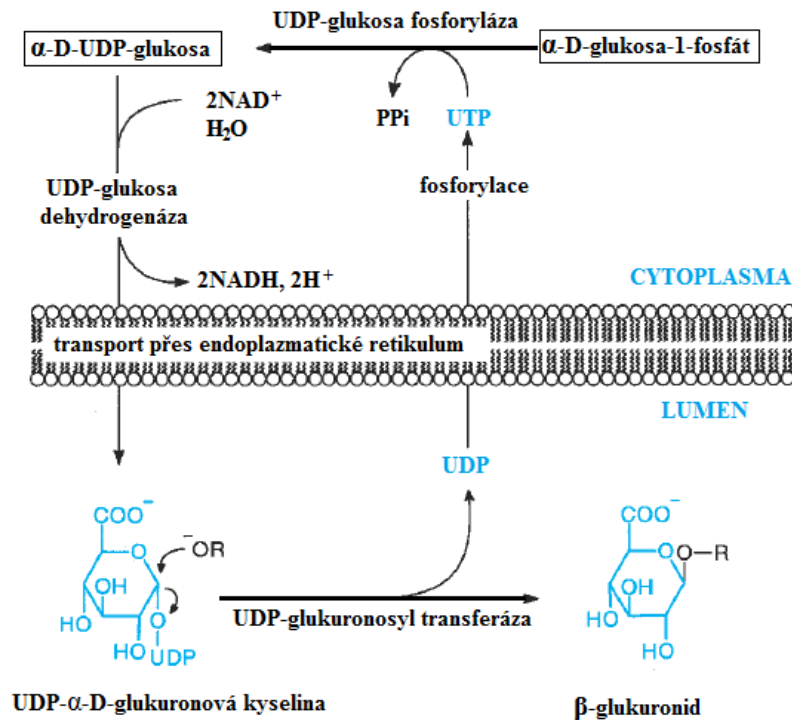 UDP-glukosa fosforyláza
α-D-UDP-glukosa
α-D-glukosa-1-fosfát
2NAD+
H2O
PPi
UTP
UDP-glukosa
dehydrogenáza
fosforylace
2NADH, 2H+
CYTOPLASMA
transport přes endoplazmatické retikulum
LUMEN
UDP
COO−
−OR
O
OH
HO
HO
O
UDP
UDP-glukuronosyl transferáza
COO−
O
O–R
OH
HO
HO
UDP-α-D-glukuronová kyselina
β-glukuronid